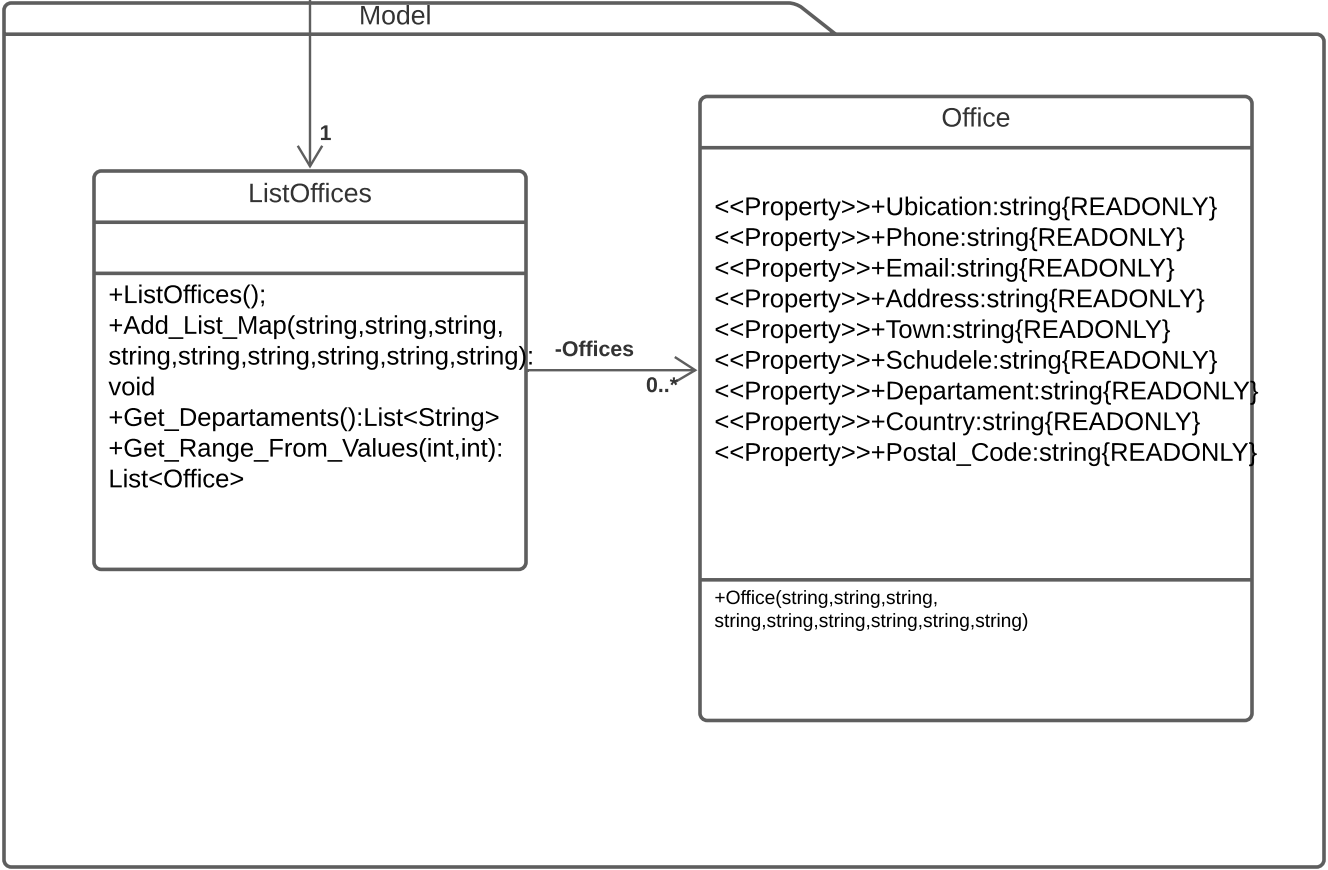 Model
1
ListOffices
+ListOffices();
+Add_List_Map(string,string,string,
string,string,string,string,string,string):
void
+Get_Departaments():List<String>
+Get_Range_From_Values(int,int):
List<Office>
-Offices
0..*
Office
<<Property>>+Ubication:string{READONLY}
<<Property>>+Phone:string{READONLY}
<<Property>>+Email:string{READONLY}
<<Property>>+Address:string{READONLY}
<<Property>>+Town:string{READONLY}
<<Property>>+Schudele:string{READONLY}
<<Property>>+Departament:string{READONLY}
<<Property>>+Country:string{READONLY}
<<Property>>+Postal_Code:string{READONLY}
+Office(string,string,string,
string,string,string,string,string,string)